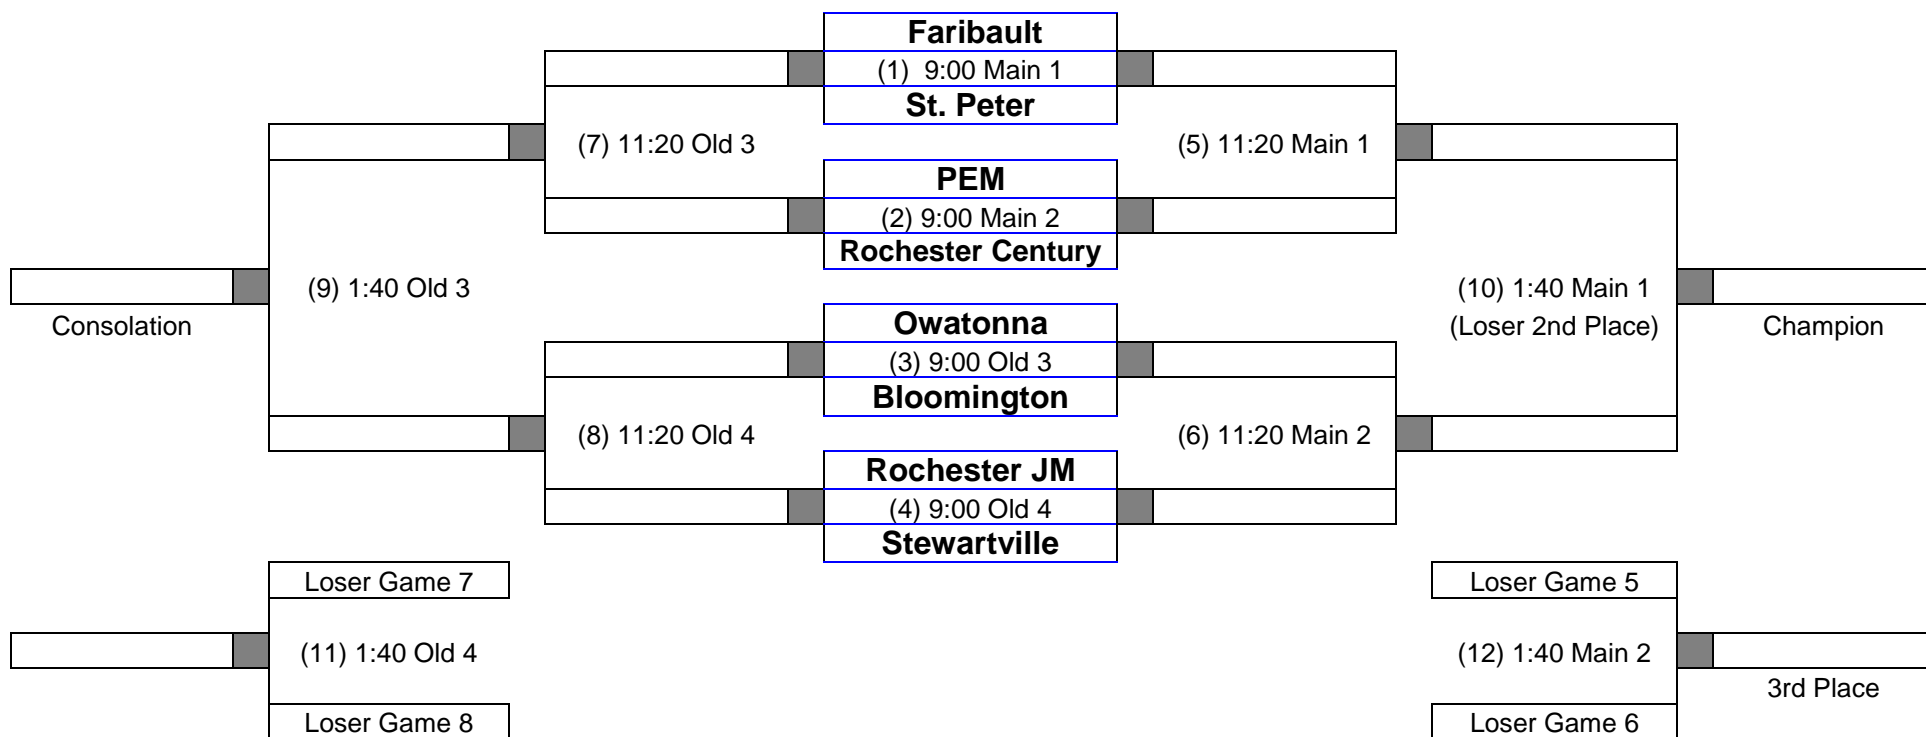 Faribault
(1) 9:00 Main 1
St. Peter
(7) 11:20 Old 3
(5) 11:20 Main 1
PEM
(2) 9:00 Main 2
Rochester Century
(9) 1:40 Old 3
(10) 1:40 Main 1
Consolation
Owatonna
(Loser 2nd Place)
Champion
(3) 9:00 Old 3
Bloomington
(8) 11:20 Old 4
(6) 11:20 Main 2
Rochester JM
(4) 9:00 Old 4
Stewartville
Loser Game 7
Loser Game 5
(11) 1:40 Old 4
(12) 1:40 Main 2
3rd Place
Loser Game 8
Loser Game 6